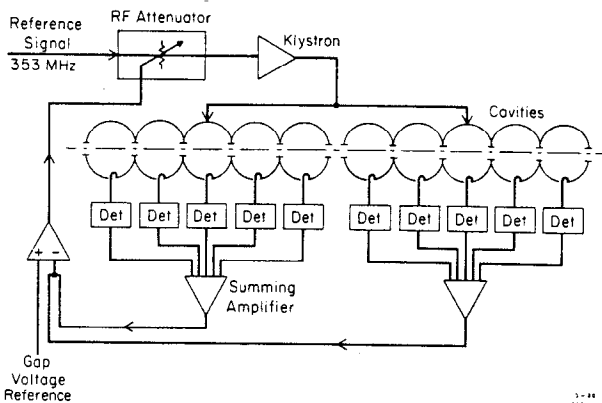 RF Attenuator
Reference
Signal
353 MHz
Klystron
Cavities
Det Det Det Det Det Det Det Det Det Det
+ -
Summing
Amplifier
Gap
Voltage
Reference